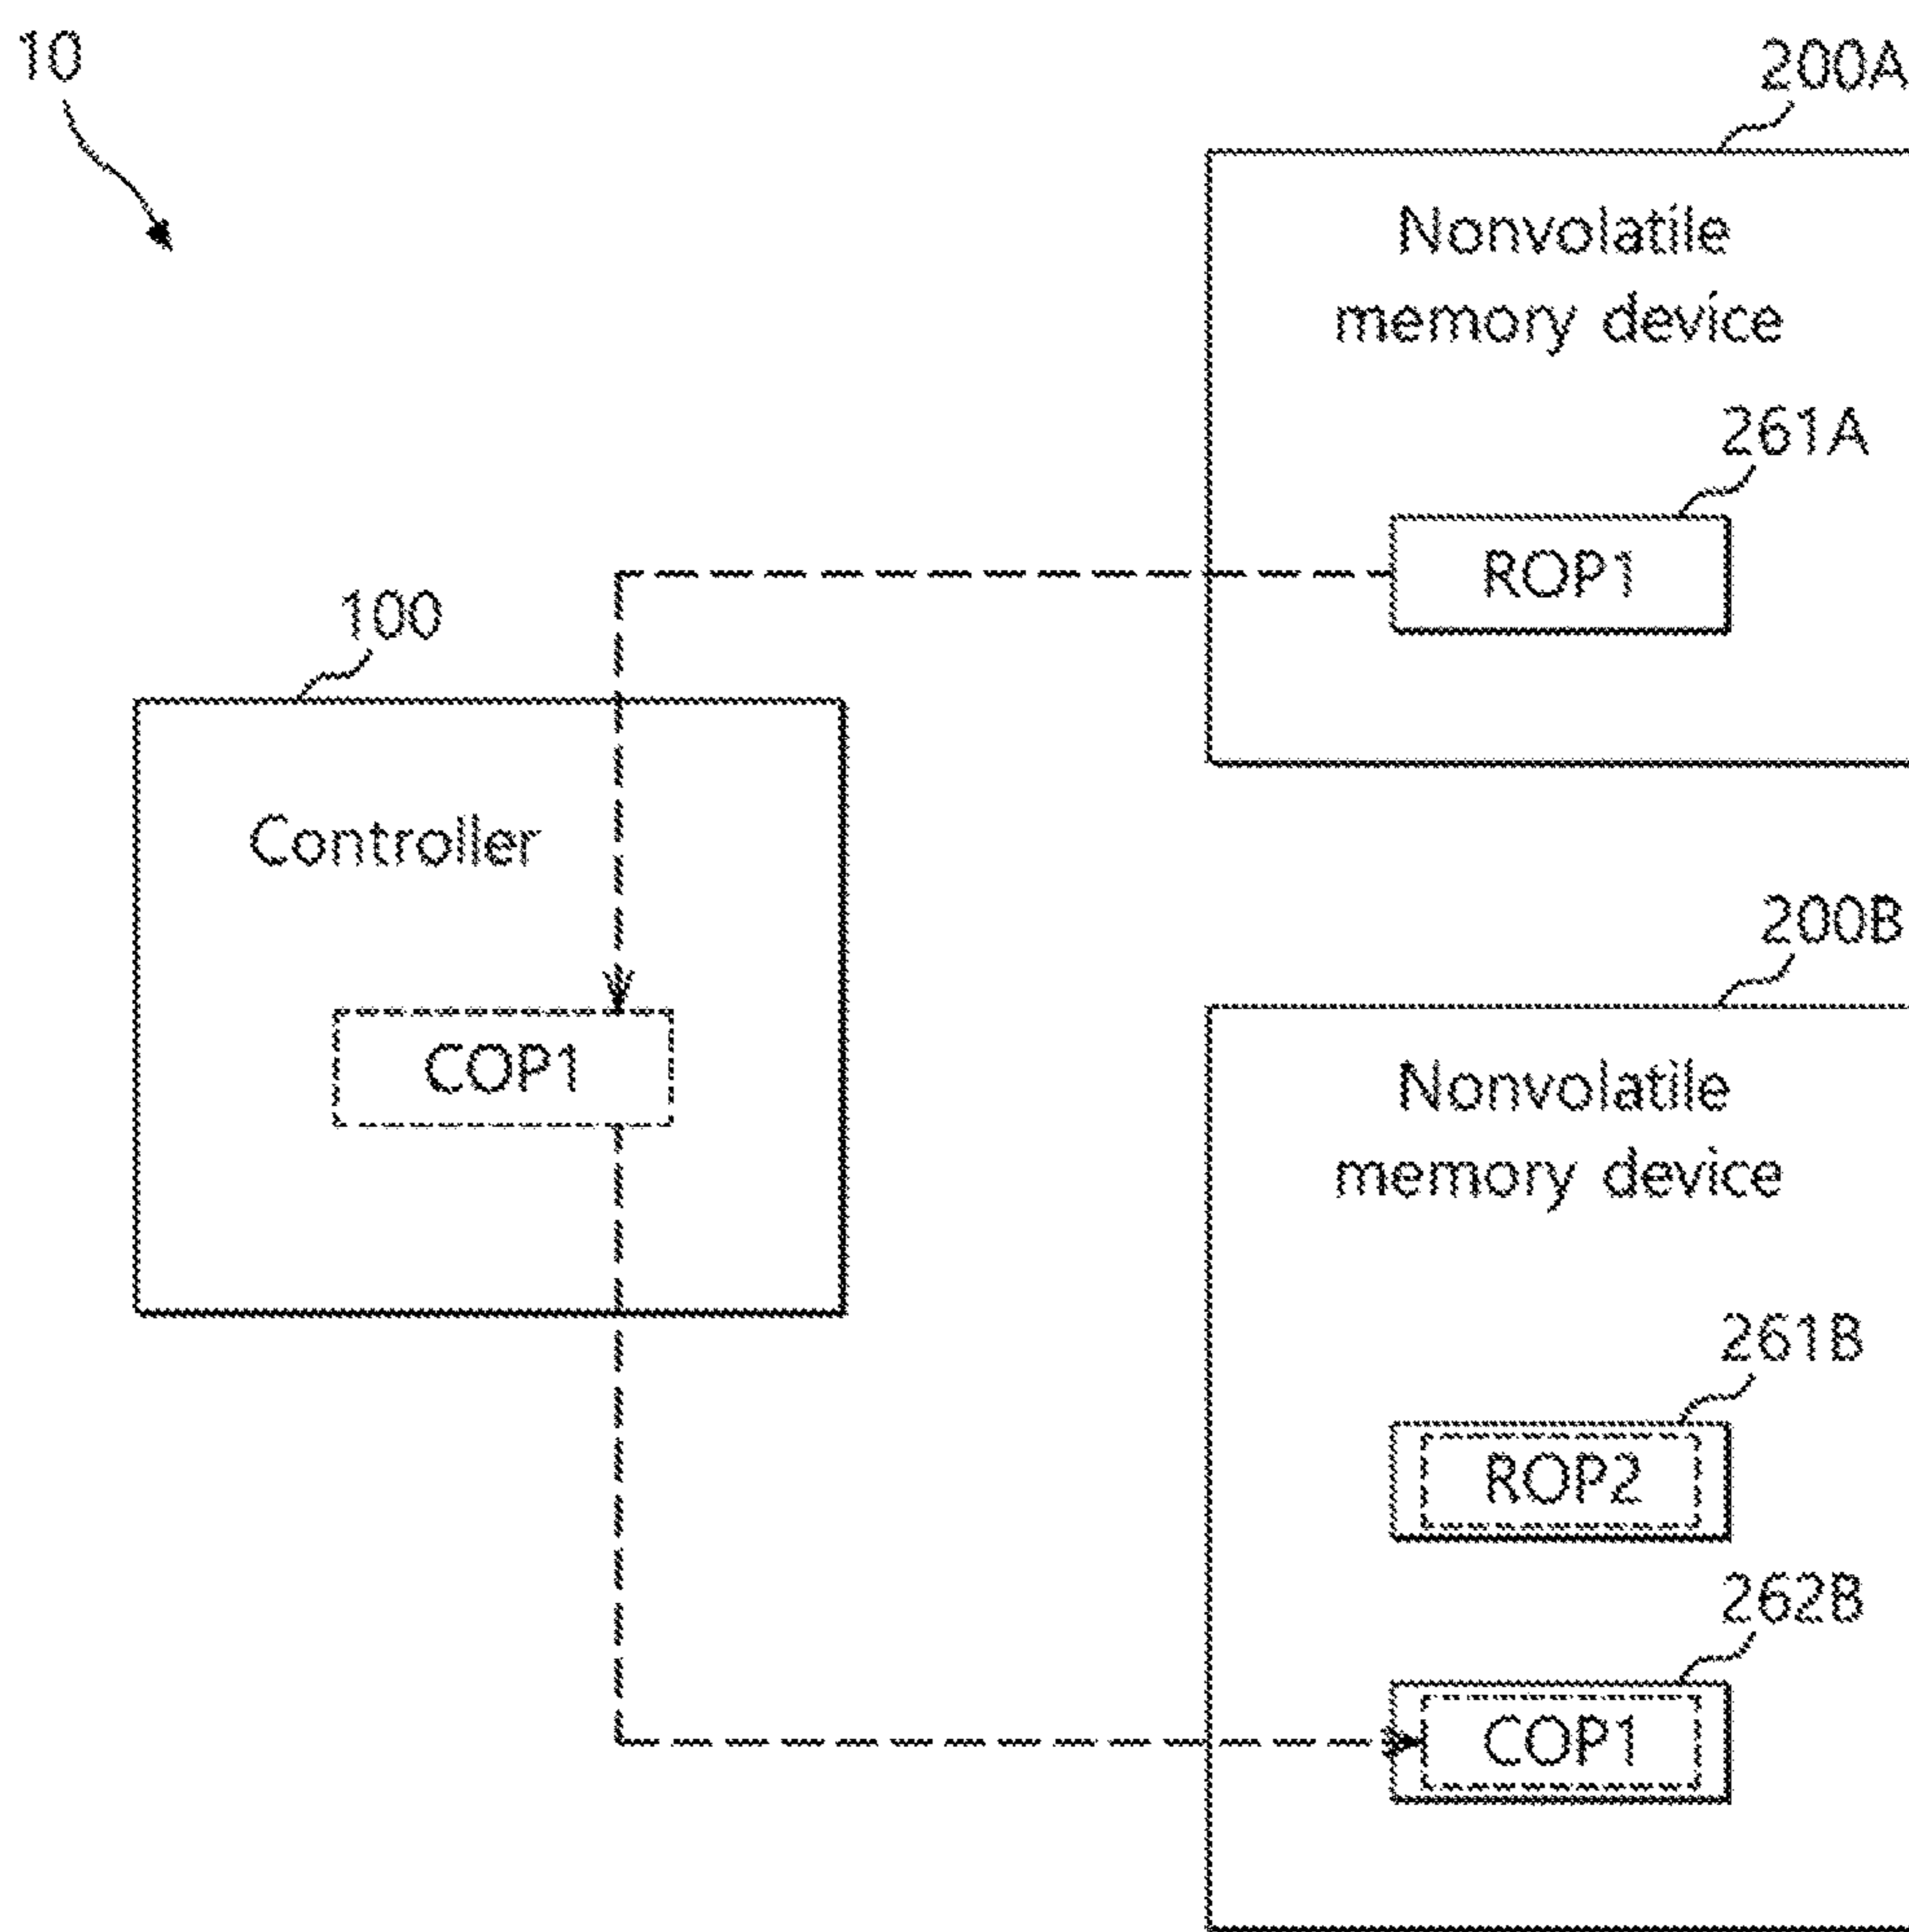 10
200A
Nonvolatile
memory device
261A
ROP1
100
Controller
COP1
200B
Nonvolatile
memory device
261B
ROP2
262B
COP1